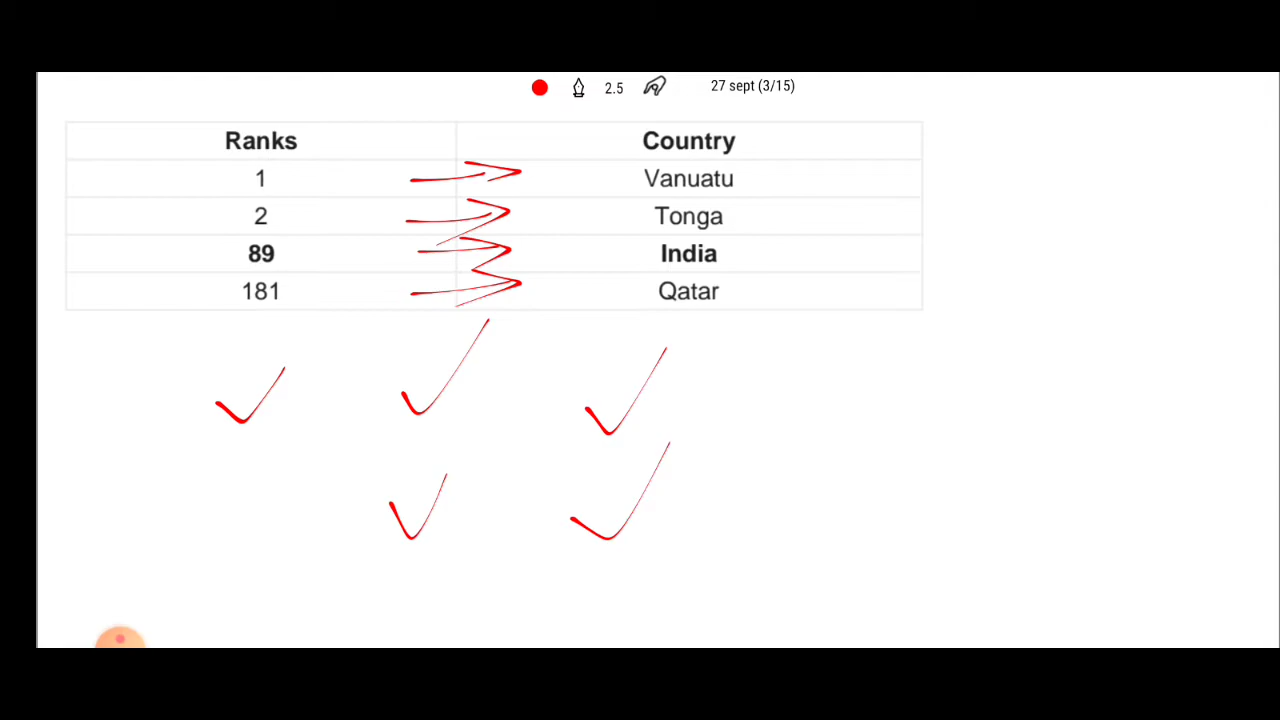 2.5 27 sept (3/15)
Ranks Country
1 Vanuatu
2 Tonga
89 India
181 Qatar